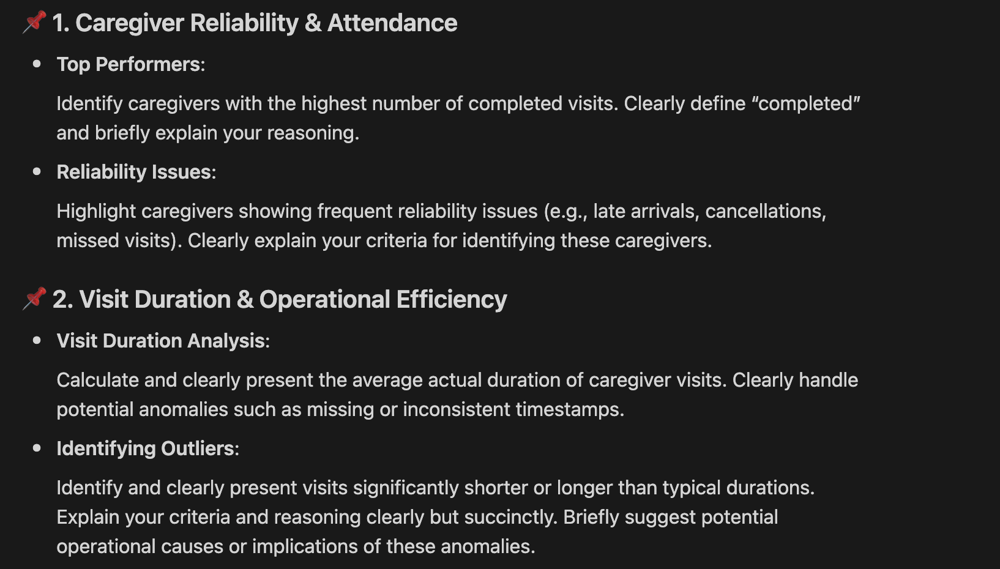 📌 1. Caregiver Reliability & Attendance
• Top Performers:
Identify caregivers with the highest number of completed visits. Clearly define “completed”
and briefly explain your reasoning.
• Reliability Issues:
Highlight caregivers showing frequent reliability issues (e.g., late arrivals, cancellations,
missed visits). Clearly explain your criteria for identifying these caregivers.
📌 2. Visit Duration & Operational Efficiency
• Visit Duration Analysis:
Calculate and clearly present the average actual duration of caregiver visits. Clearly handle
potential anomalies such as missing or inconsistent timestamps.
• Identifying Outliers:
Identify and clearly present visits significantly shorter or longer than typical durations.
Explain your criteria and reasoning clearly but succinctly. Briefly suggest potential
operational causes or implications of these anomalies.